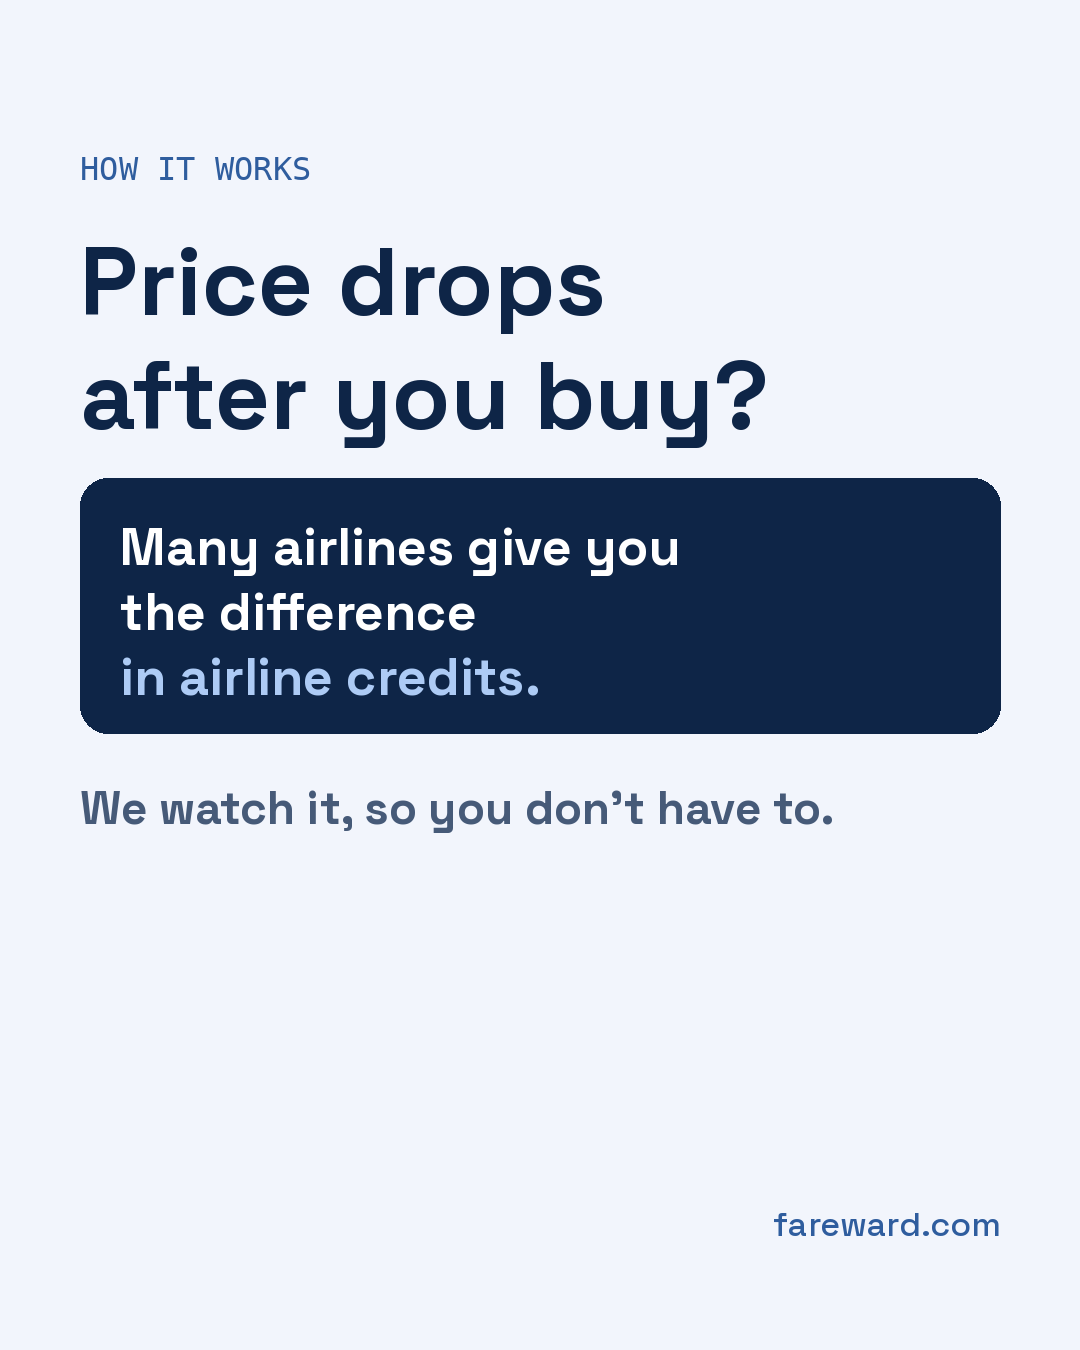 HOW IT WORKS
Price drops
after you buy?
Many airlines give you
the difference
in airline credits.
We watch it, so you don’t have to.
fareward.com